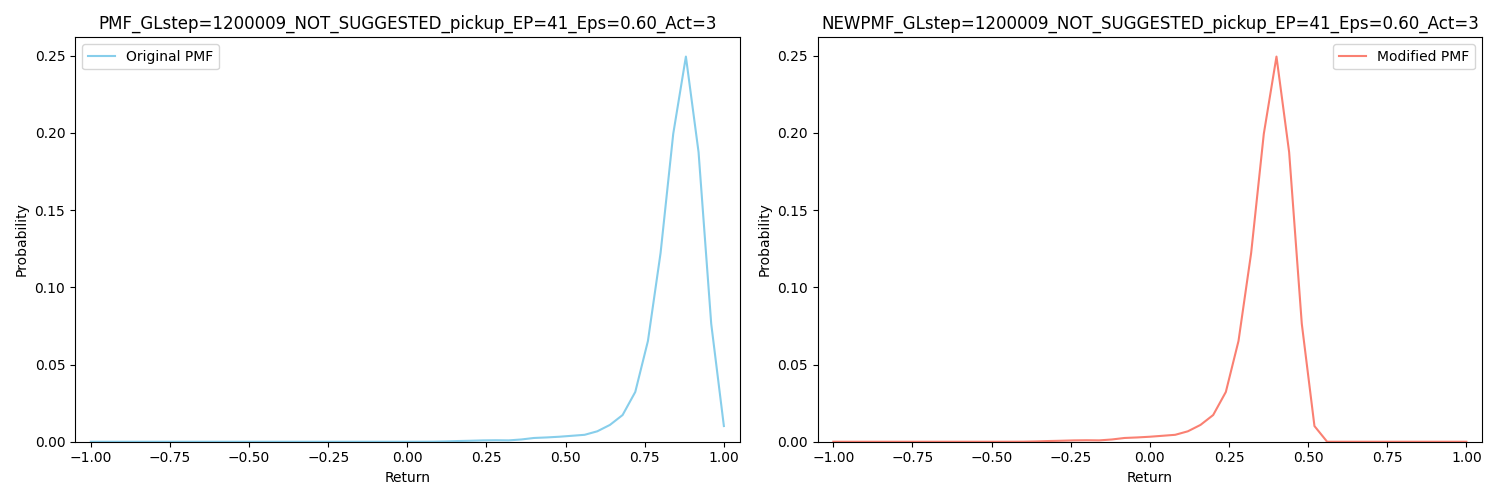 PMF_GLstep=1200009_NOT_SUGGESTED_pickup_EP=41_Eps=0.60_Act=3
Original PMF
0.25
0.20
0.15
0.10
0.05
0.00
Probability
−1.00 −0.75 −0.50 −0.25 0.00 0.25 0.50 0.75 1.00
Return
NEWPMF_GLstep=1200009_NOT_SUGGESTED_pickup_EP=41_Eps=0.60_Act=3
Modified PMF
0.25
0.20
0.15
0.10
0.05
0.00
Probability
−1.00 −0.75 −0.50 −0.25 0.00 0.25 0.50 0.75 1.00
Return